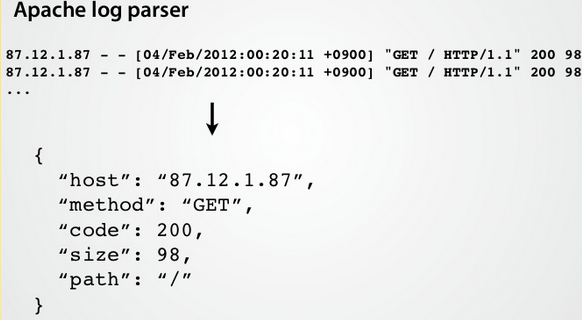 Apache log parser
87.12.1.87 - - [04/Feb/2012:00:20:11 +0900] "GET / HTTP/1.1" 200 98
87.12.1.87 - - [04/Feb/2012:00:20:11 +0900] "GET / HTTP/1.1" 200 98
...
{
“host”: “87.12.1.87”,
“method”: “GET”,
“code”: 200,
“size”: 98,
“path”: “/”
}